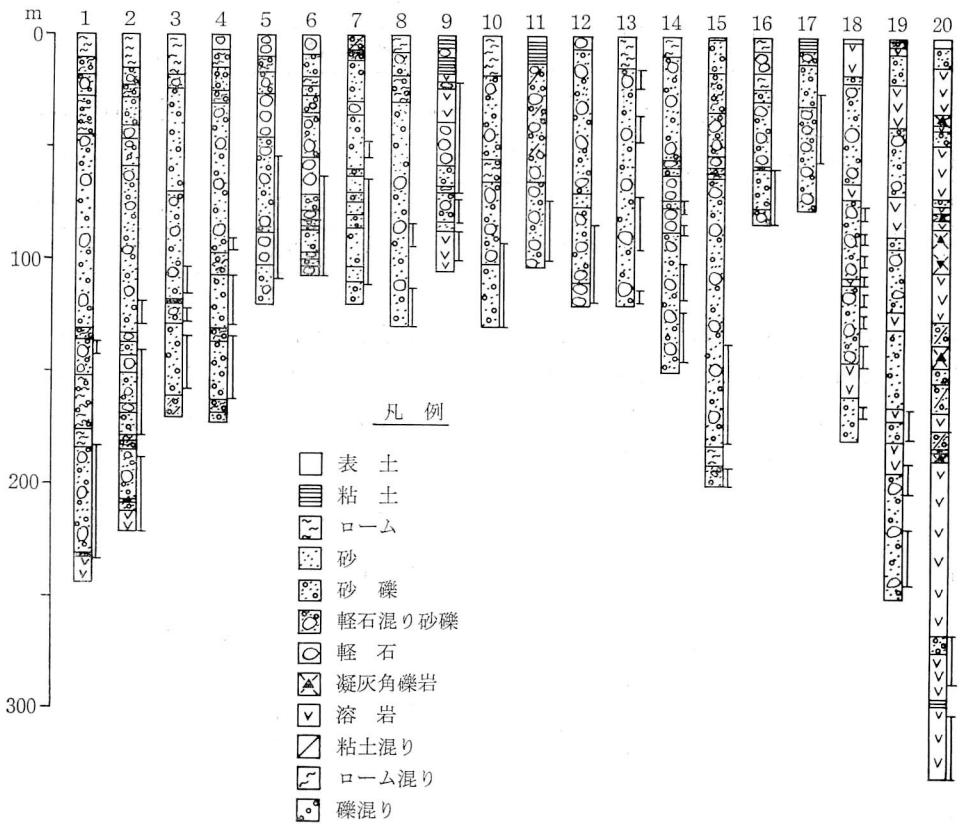 m
1 2 3 4 5 6 7 8 9 10 11 12 13 14 15 16 17 18 19 20
0
100
200
300
凡 例
表 土
粘 土
ローム
砂
砂 礫
軽石混り砂礫
軽 石
凝灰角礫岩
溶 岩
粘土混り
ローム混り
礫混り